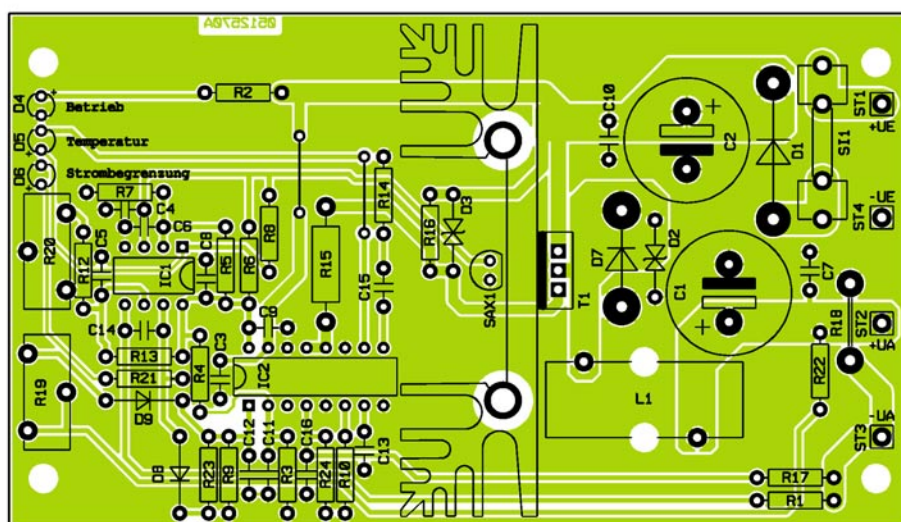 0512570A
D4
Betrieb
R2
D5
Temperatur
D6
Strombegrenzung
R7
C4
C6
R20
R12
C5
IC1
C8
R5
R6
R8
R15
R14
C15
R16
D3
SAX1
C10
C2
D1
SI1
ST1
+UE
-UE
ST4
T1
D7
D2
C1
C7
R18
ST2
+UA
R22
L1
-UA
ST3
R17
R1
C14
R13
R21
D9
R19
R4
C3
C9
IC2
D8
R23
R9
C12
C11
R3
C16
R24
R10
C13